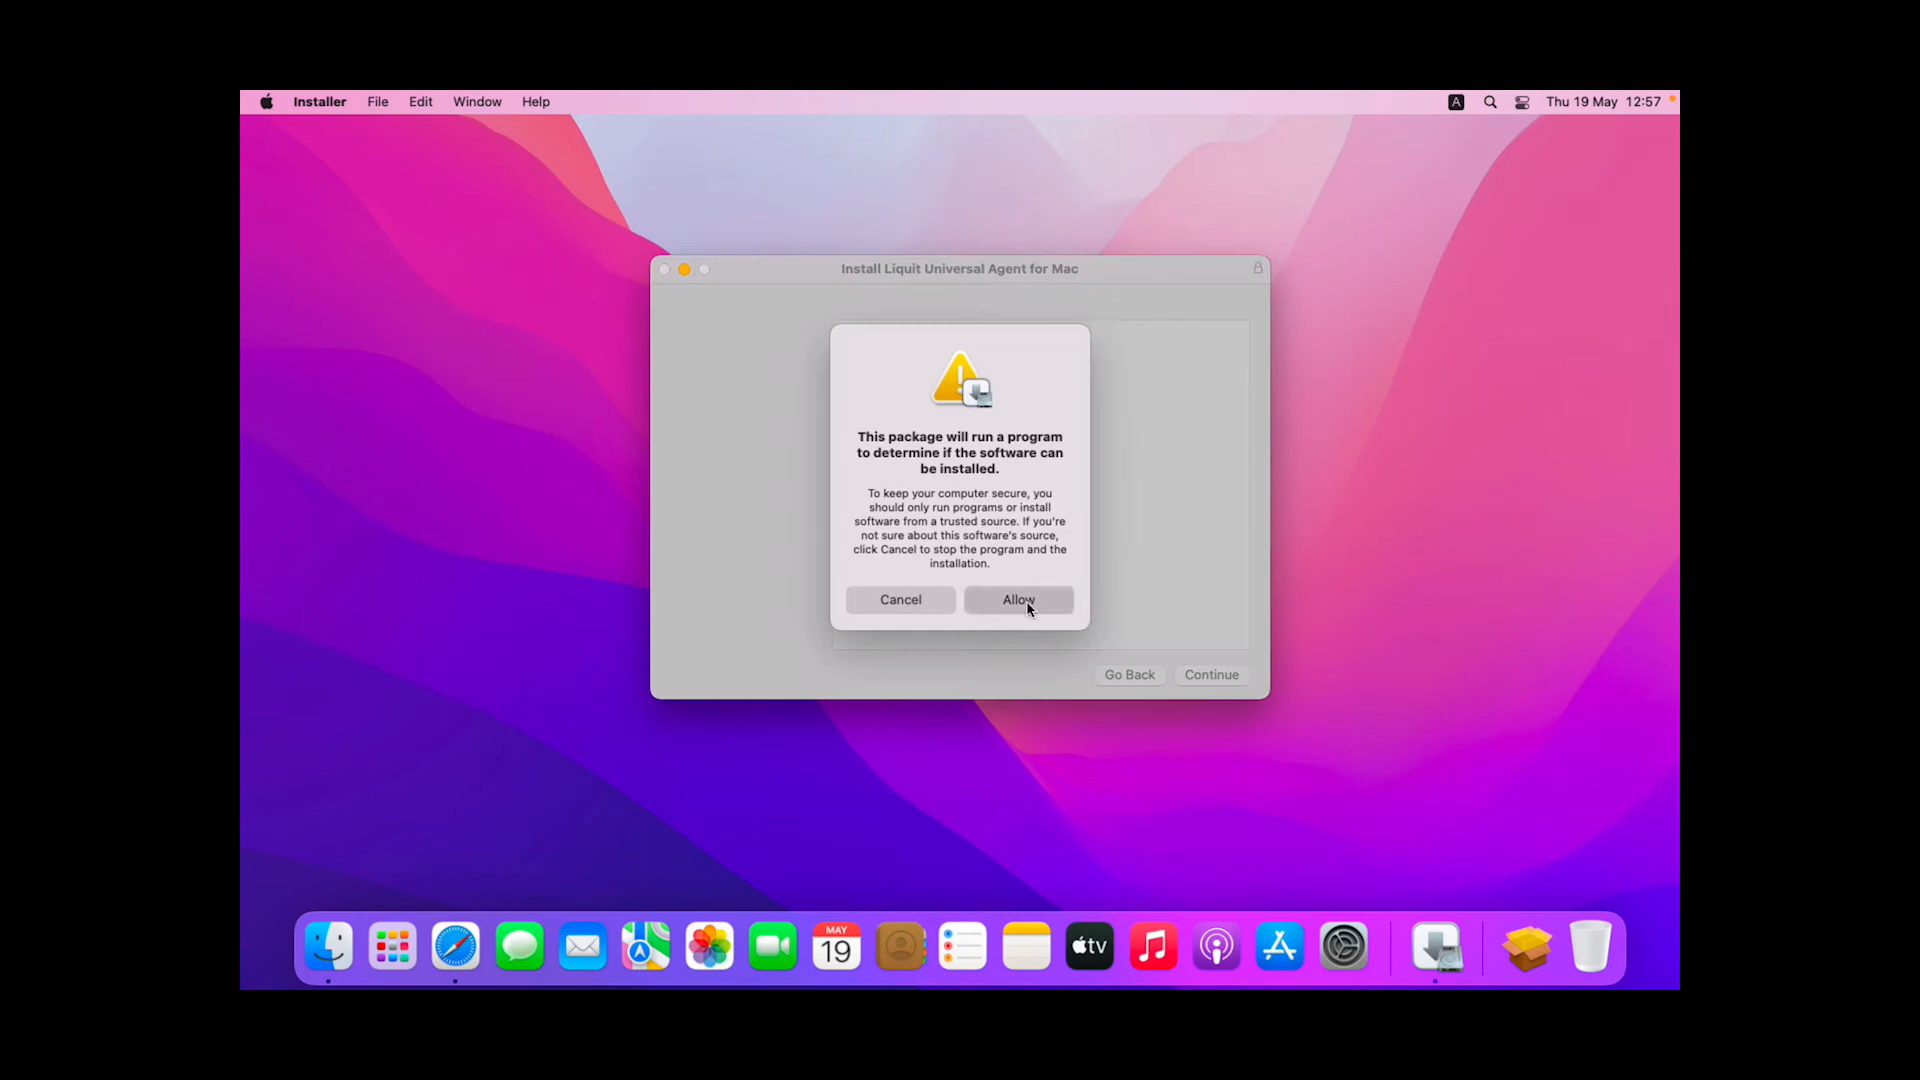 Installer File Edit Window Help A Thu 19 May 12:57
Install Liquit Universal Agent for Mac
This package will run a program
to determine if the software can
be installed.
To keep your computer secure, you
should only run programs or install
software from a trusted source. If you're
not sure about this software's source,
click Cancel to stop the program and the
installation.
Cancel Allow
Go Back Continue
MAY
19
tv